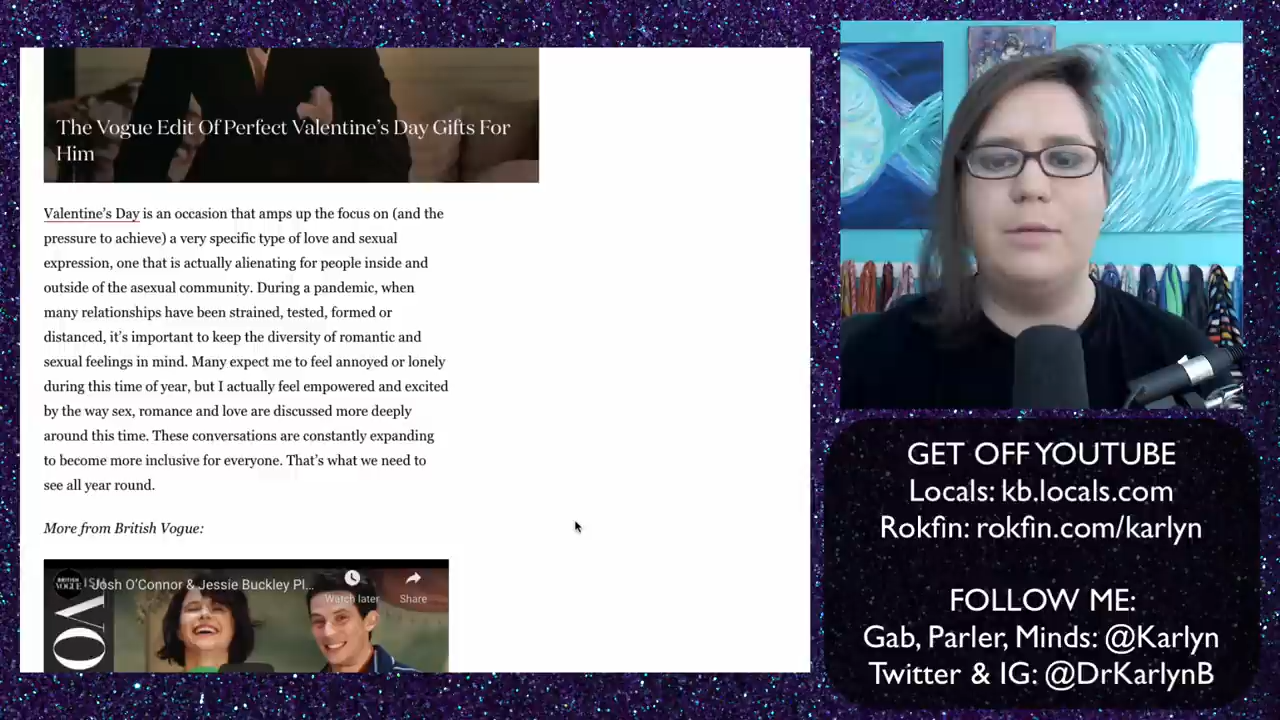 The Vogue Edit Of Perfect Valentine's Day Gifts For
Him
Valentine's Day is an occasion that amps up the focus on (and the
pressure to achieve) a very specific type of love and sexual
expression, one that is actually alienating for people inside and
outside of the asexual community. During a pandemic, when
many relationships have been strained, tested, formed or
distanced, it's important to keep the diversity of romantic and
sexual feelings in mind. Many expect me to feel annoyed or lonely
during this time of year, but I actually feel empowered and excited
by the way sex, romance and love are discussed more deeply
around this time. These conversations are constantly expanding
to become more inclusive for everyone. That's what we need to
see all year round.
More from British Vogue:
BRITISH
VOGUE
Josh O'Connor & Jessie Buckley Pl...
Watch later
Share
GET OFF YOUTUBE
Locals: kb.locals.com
Rokfin: rokfin.com/karlyn
FOLLOW ME:
Gab, Parler, Minds: @Karlyn
Twitter & IG: @DrKarlynB